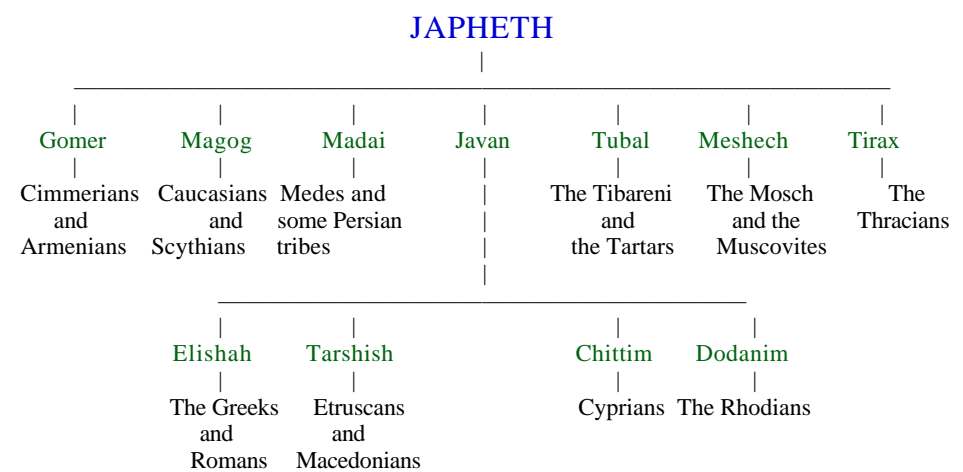 JAPHETH
Gomer Magog Madai Javan Tubal Meshech Tirax
Cimmerians Caucasians Medes and The Tibareni The Mosch The
and and some Persian and and the Thracians
Armenians Scythians tribes the Tartars Muscovites
Elishah Tarshish Chittim Dodanim
The Greeks Etruscans Cyprians The Rhodians
and and
Romans Macedonians